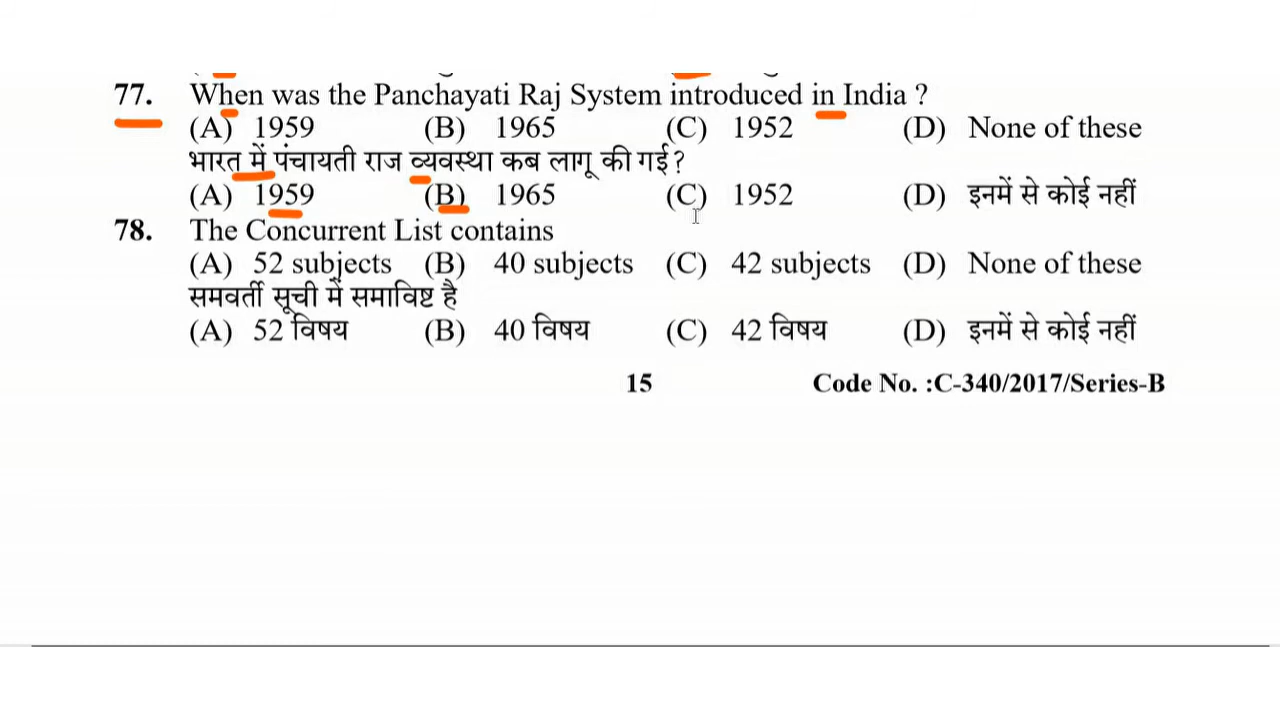 77. When was the Panchayati Raj System introduced in India ?
(A) 1959 (B) 1965 (C) 1952 (D) None of these
भारत में पंचायती राज व्यवस्था कब लागू की गई?
(A) 1959 (B) 1965 (C) 1952 (D) इनमें से कोई नहीं
78. The Concurrent List contains
(A) 52 subjects (B) 40 subjects (C) 42 subjects (D) None of these
समवर्ती सूची में समाविष्ट है
(A) 52 विषय (B) 40 विषय (C) 42 विषय (D) इनमें से कोई नहीं
15 Code No. :C-340/2017/Series-B